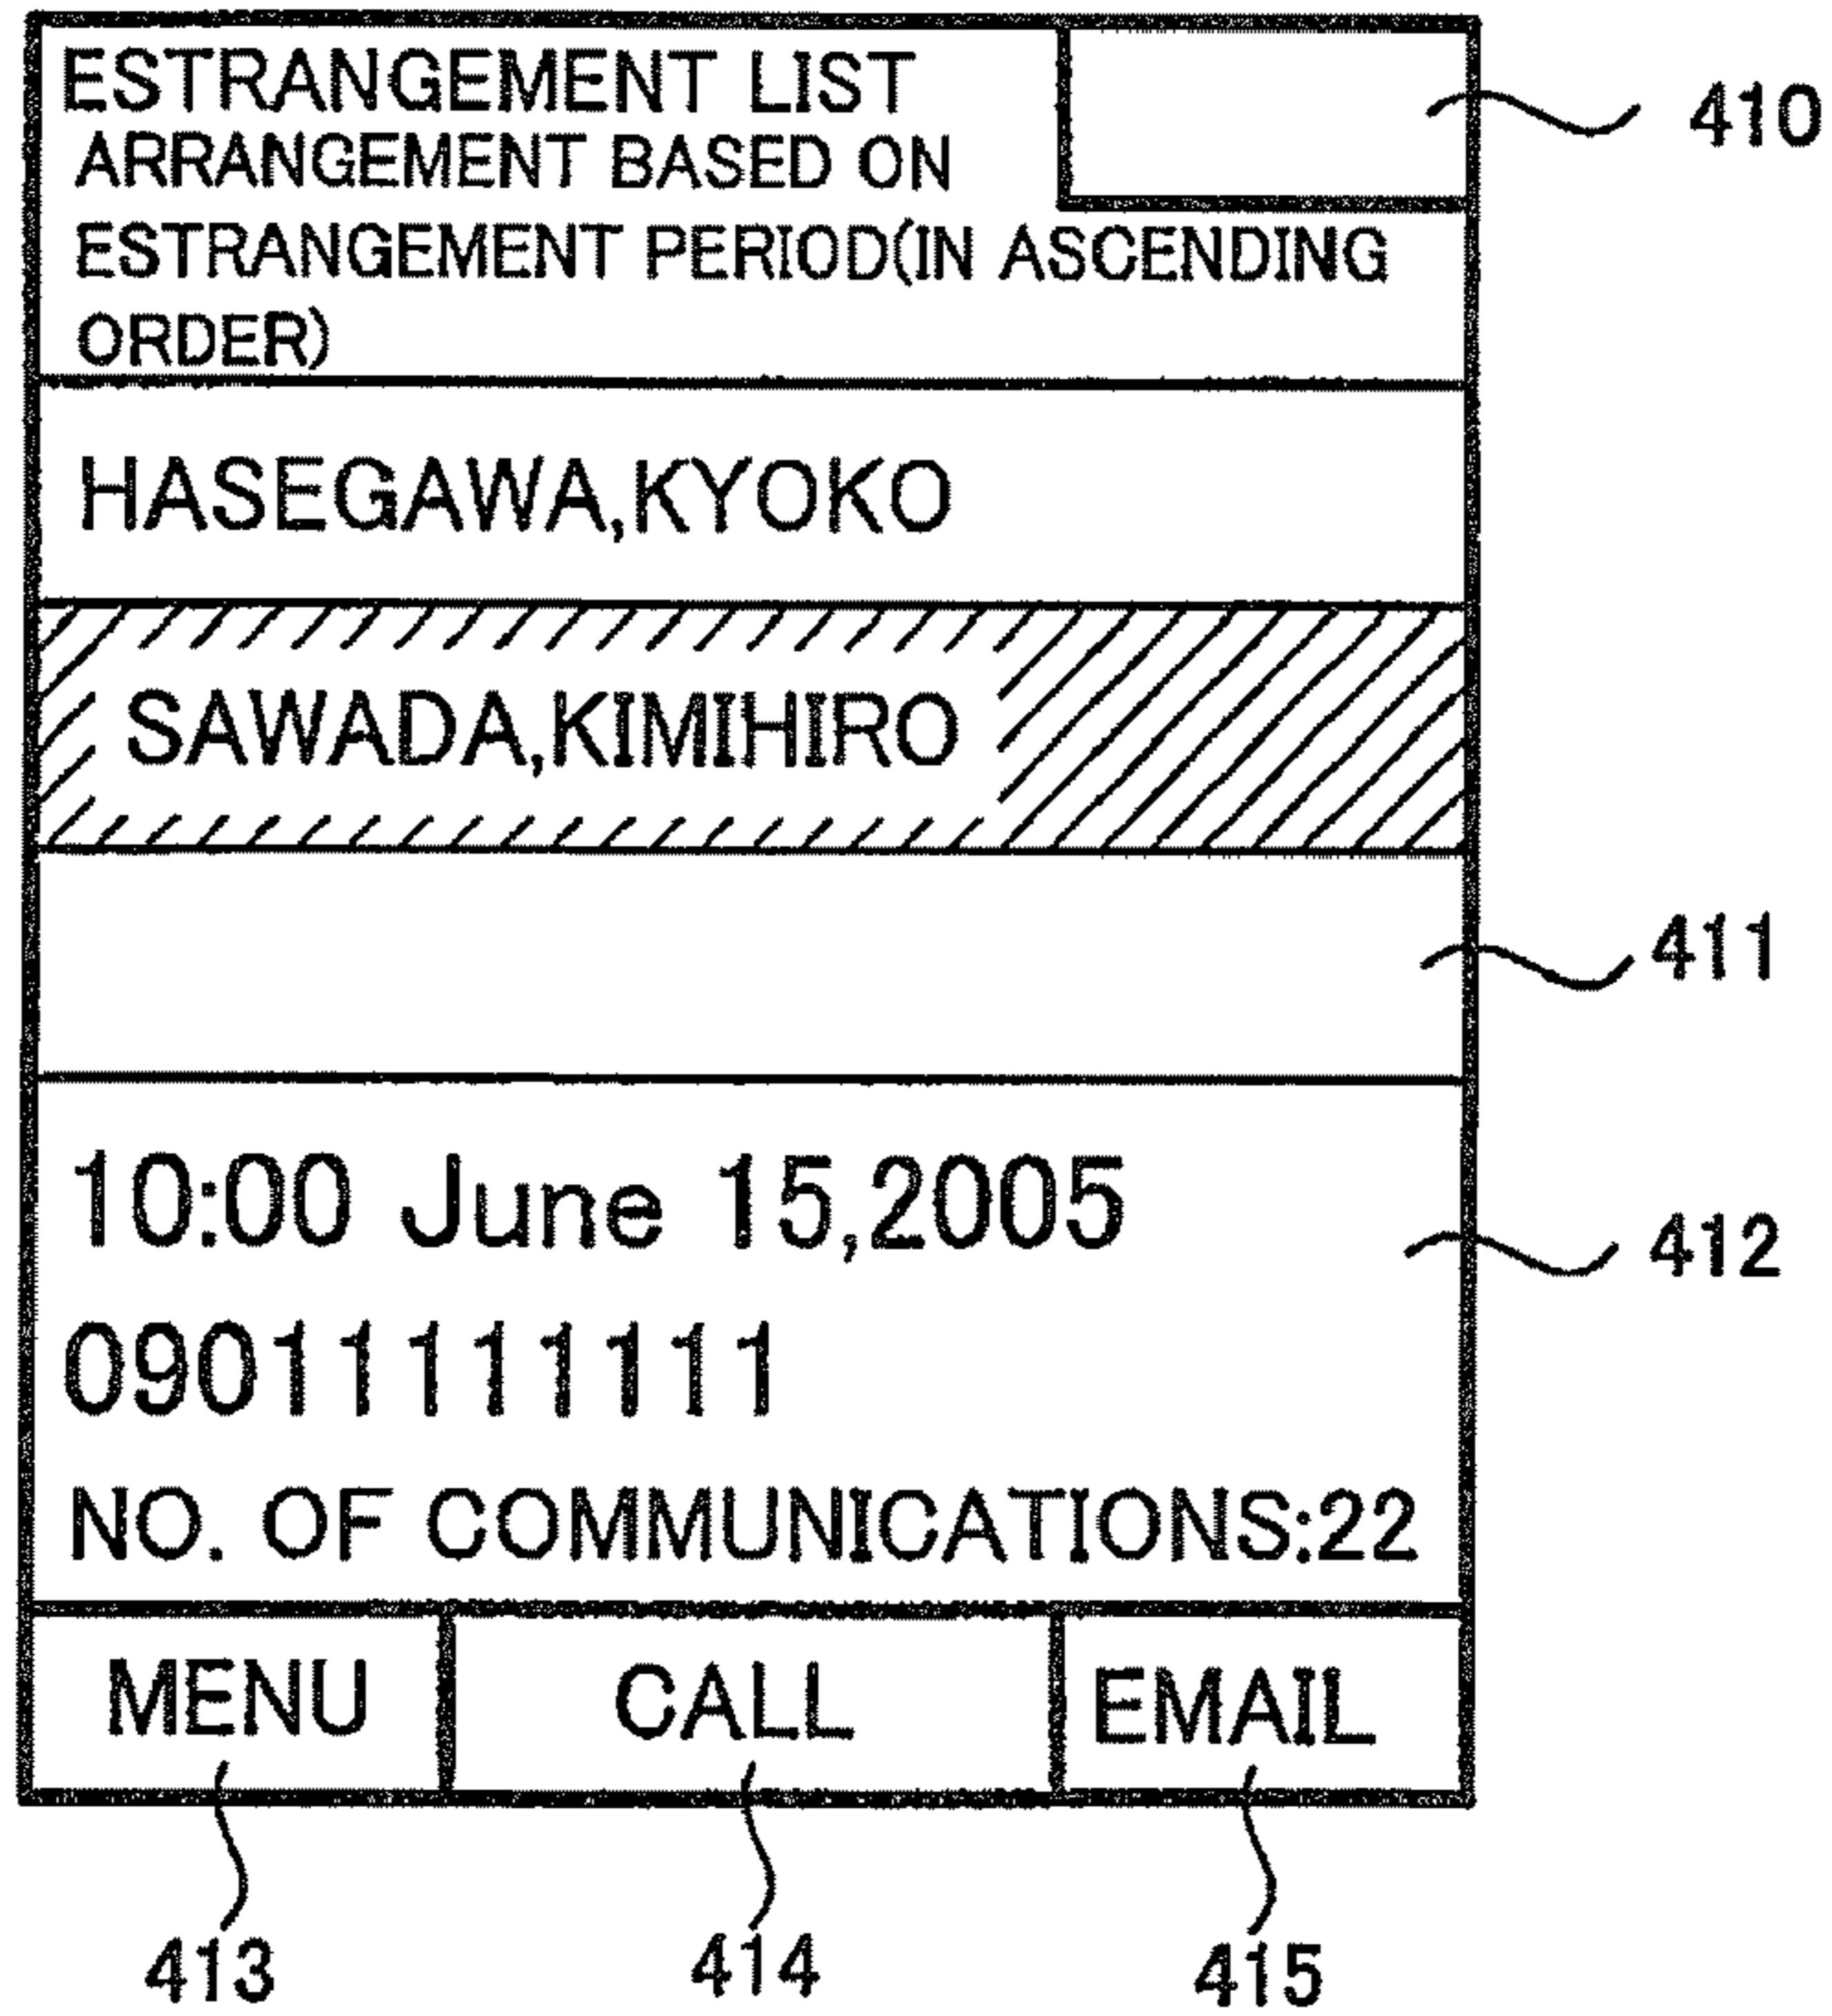 ESTRANGEMENT LIST
ARRANGEMENT BASED ON
ESTRANGEMENT PERIOD(IN ASCENDING
ORDER)
410
HASEGAWA,KYOKO
SAWADA,KIMIHIRO
411
10:00 June 15,2005
412
09011111111
NO. OF COMMUNICATIONS:22
MENU CALL EMAIL
413 414 415